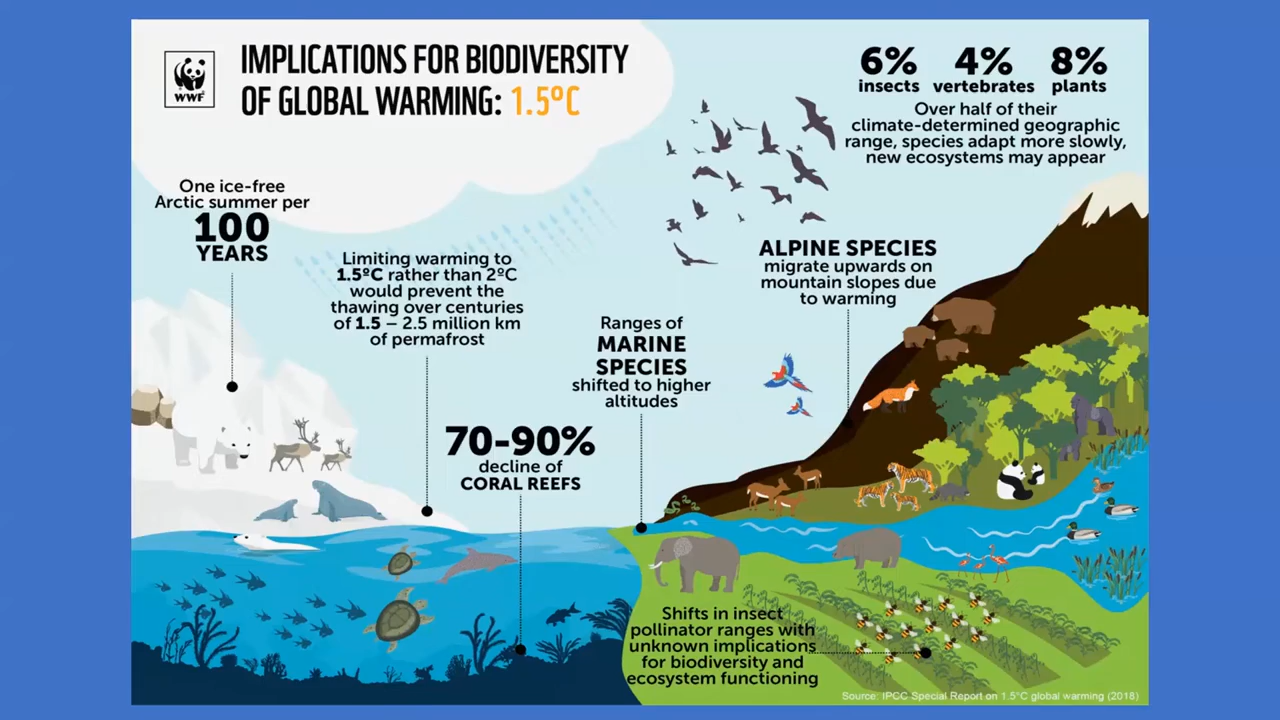 WWF
IMPLICATIONS FOR BIODIVERSITY
OF GLOBAL WARMING: 1.5ºC
6% 4% 8%
insects vertebrates plants
Over half of their
climate-determined geographic
range, species adapt more slowly,
new ecosystems may appear
One ice-free
Arctic summer per
100
YEARS
Limiting warming to
1.5ºC rather than 2ºC
would prevent the
thawing over centuries
of 1.5 – 2.5 million km
of permafrost
ALPINE SPECIES
migrate upwards on
mountain slopes due
to warming
Ranges of
MARINE
SPECIES
shifted to higher
altitudes
70-90%
decline of
CORAL REEFS
Shifts in insect
pollinator ranges with
unknown implications
for biodiversity and
ecosystem functioning
Source: IPCC Special Report on 1.5°C global warming (2018)